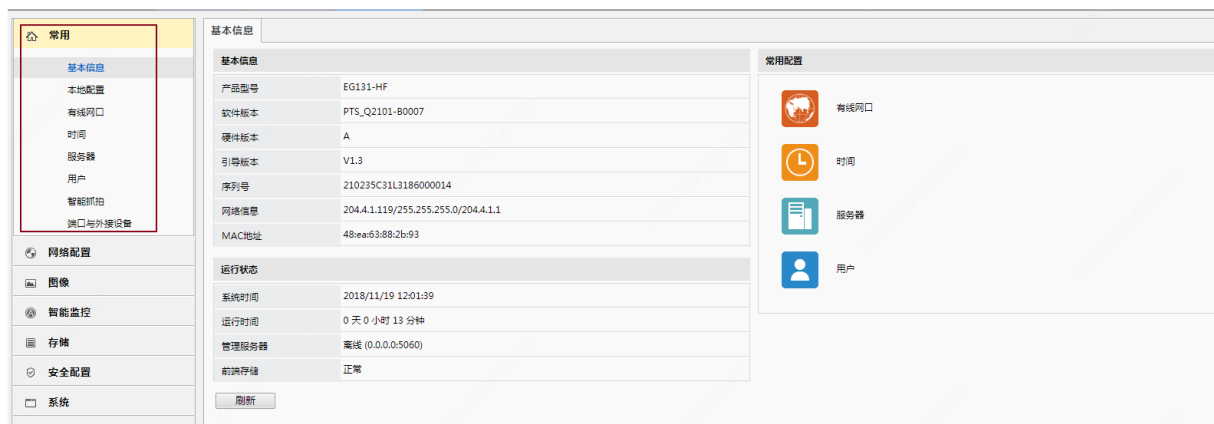 常用
基本信息
本地配置
有线网口
时间
服务器
用户
智能抓拍
端口与外接设备
网络配置
图像
智能监控
存储
安全配置
系统
基本信息
基本信息
产品型号 EG131-HF
软件版本 PTS_Q2101-B0007
硬件版本 A
引导版本 V1.3
序列号 210235C31L3186000014
网络信息 204.4.1.119/255.255.255.0/204.4.1.1
MAC地址 48:ea:63:88:2b:93
运行状态
系统时间 2018/11/19 12:01:39
运行时间 0 天 0 小时 13 分钟
管理服务器 离线 (0.0.0.0:5060)
前端存储 正常
刷新
常用配置
有线网口
时间
服务器
用户